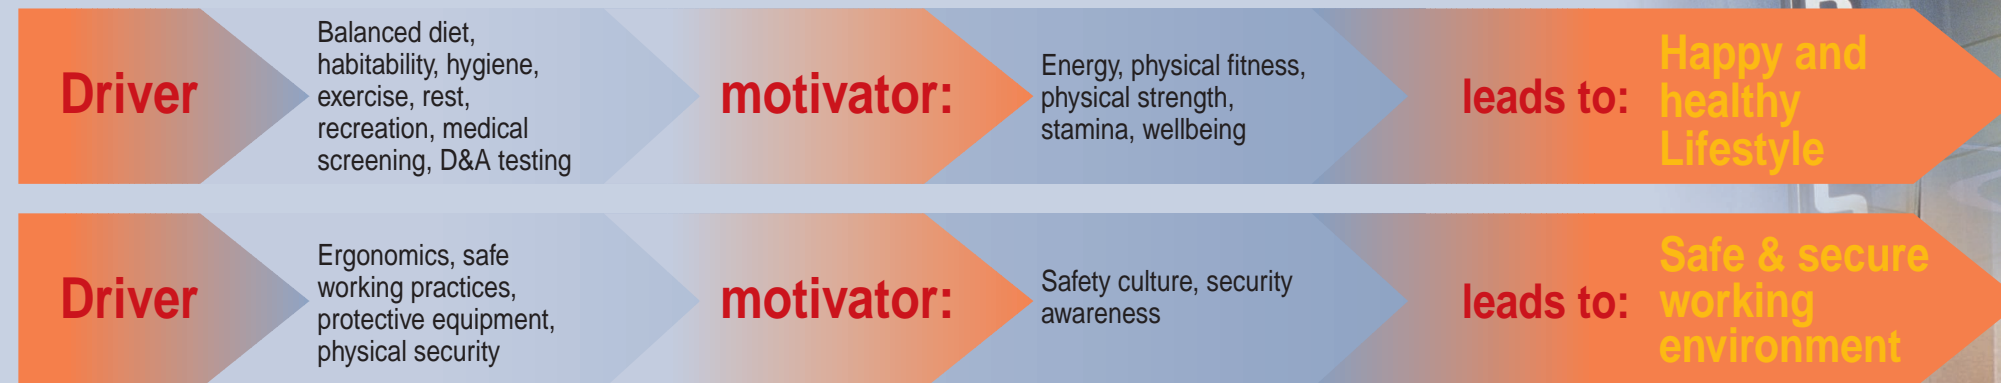 Driver
Balanced diet,
habitability, hygiene,
exercise, rest,
recreation, medical
screening, D&A testing
motivator:
Energy, physical fitness,
physical strength,
stamina, wellbeing
leads to:
Happy and
healthy
Lifestyle
Driver
Ergonomics, safe
working practices,
protective equipment,
physical security
motivator:
Safety culture, security
awareness
leads to:
Safe & secure
working
environment